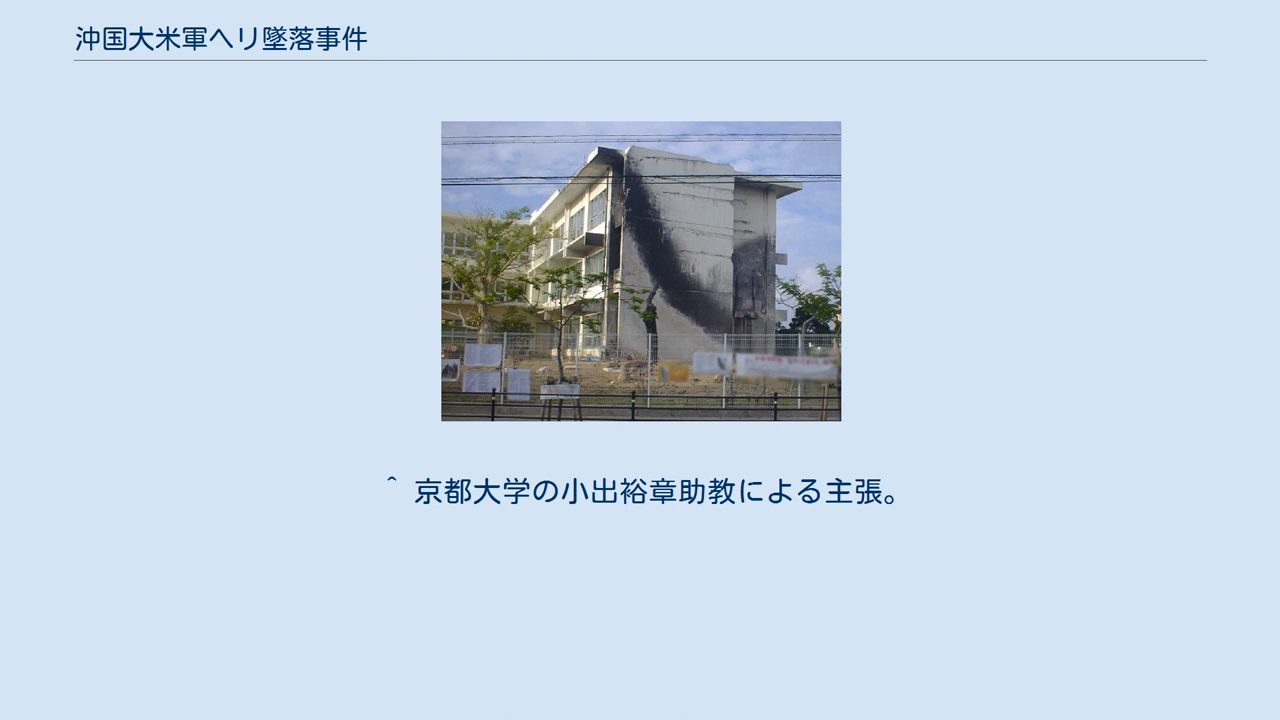 沖国大米軍ヘリ墜落事件
^ 京都大学の小出裕章助教による主張。